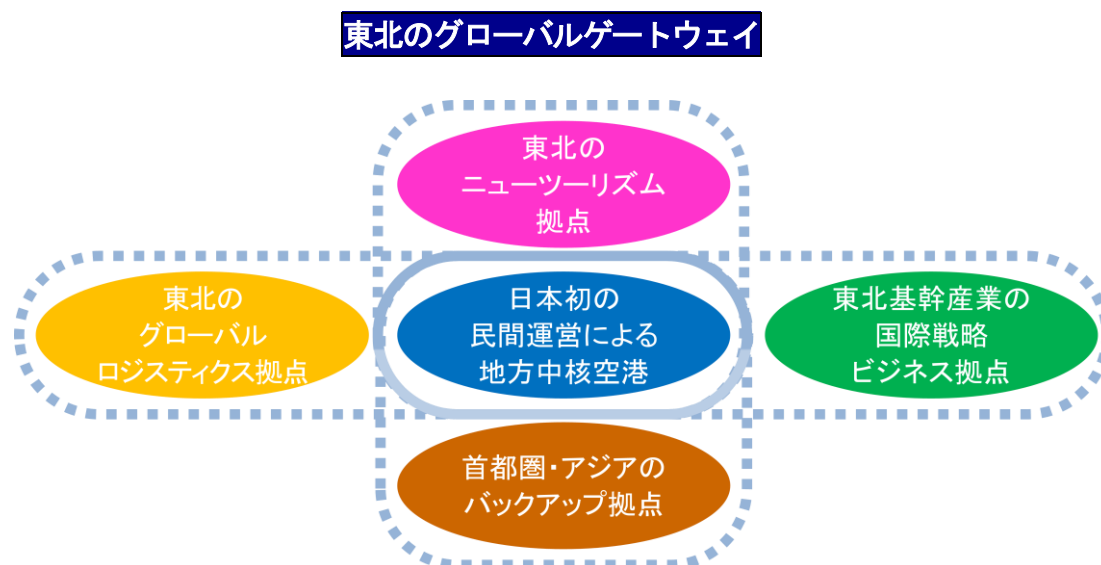 東北のグローバルゲートウェイ
東北の
ニューツーリズム
拠点
東北の
グローバル
ロジスティクス拠点
日本初の
民間運営による
地方中核空港
東北基幹産業の
国際戦略
ビジネス拠点
首都圏・アジアの
バックアップ拠点